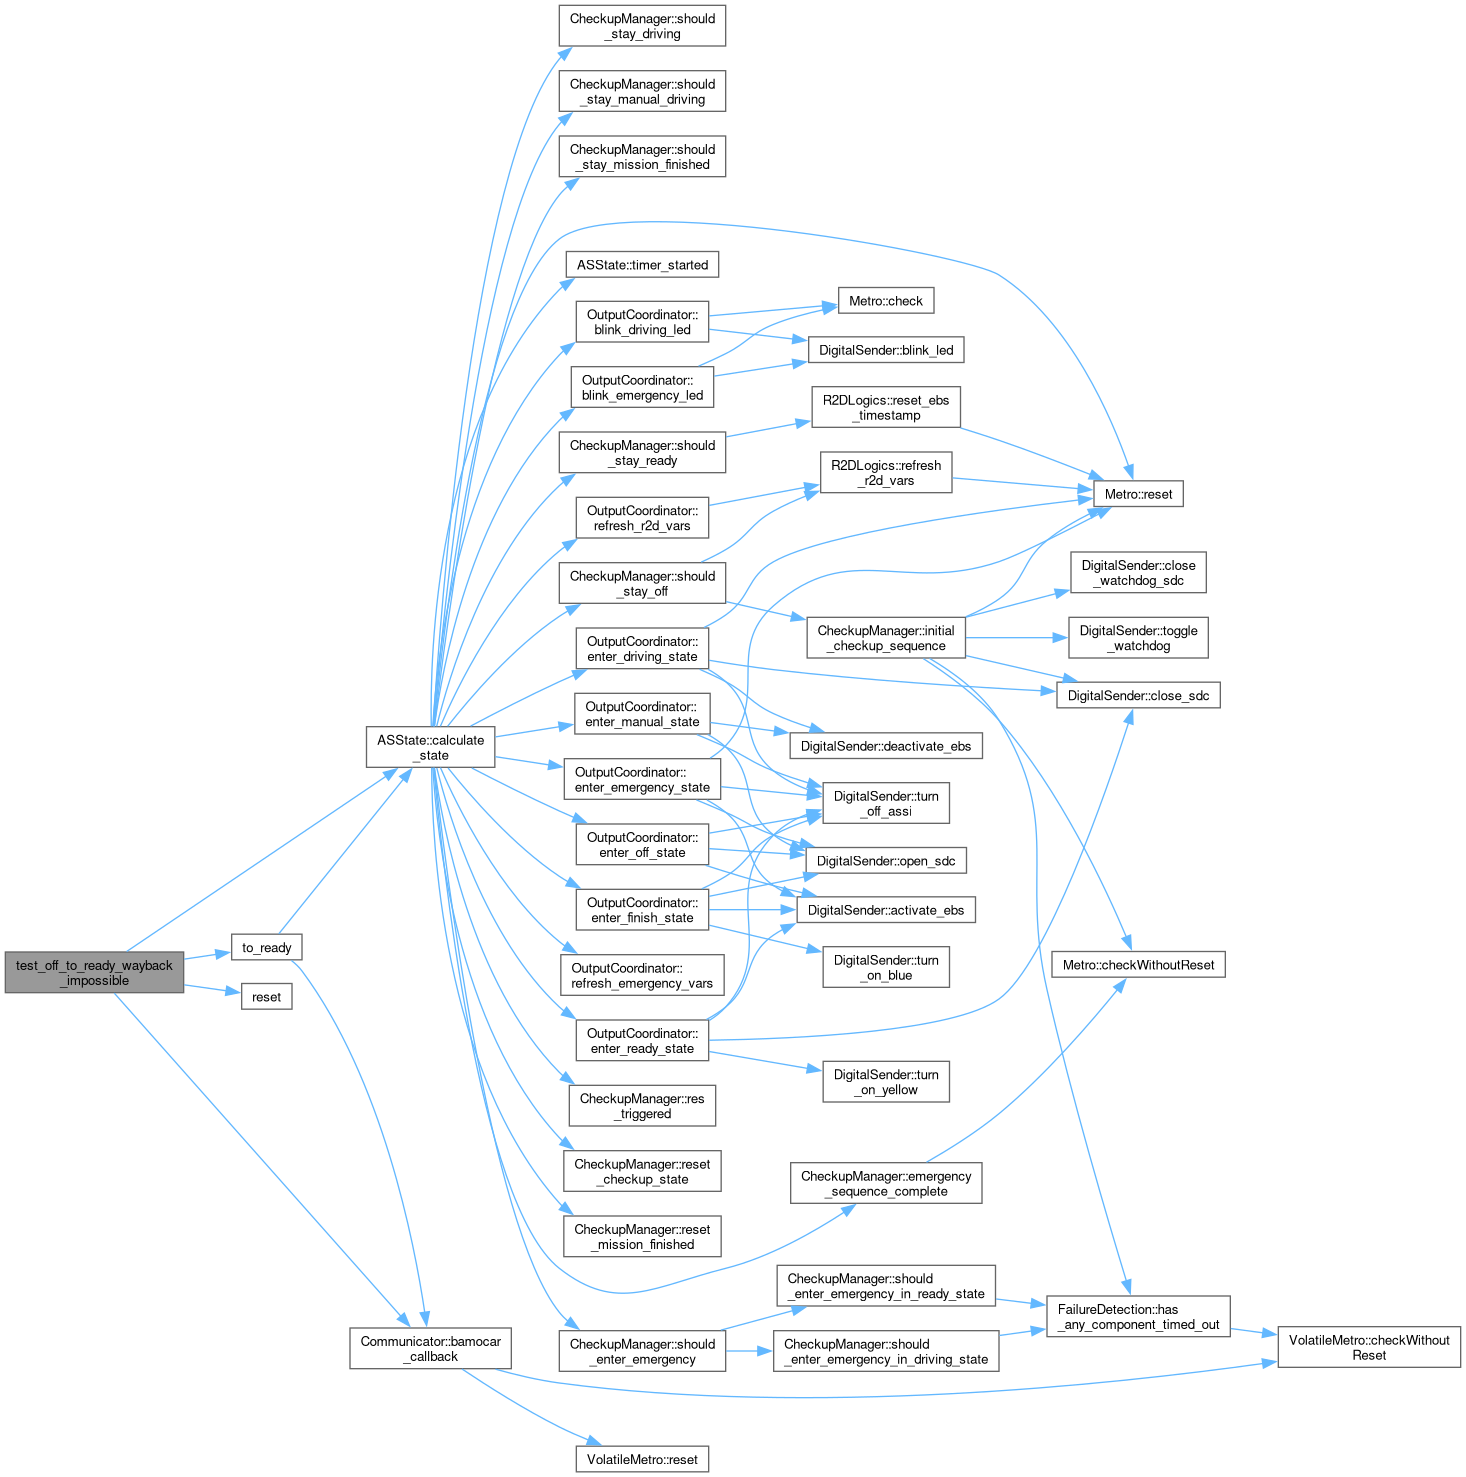 CheckupManager::should
_stay_driving
CheckupManager::should
_stay_manual_driving
CheckupManager::should
_stay_mission_finished
ASState::timer_started
Metro::check
OutputCoordinator::
blink_driving_led
DigitalSender::blink_led
OutputCoordinator::
blink_emergency_led
R2DLogics::reset_ebs
_timestamp
CheckupManager::should
_stay_ready
R2DLogics::refresh
_r2d_vars
Metro::reset
OutputCoordinator::
refresh_r2d_vars
CheckupManager::should
_stay_off
DigitalSender::close
_watchdog_sdc
CheckupManager::initial
_checkup_sequence
DigitalSender::toggle
_watchdog
OutputCoordinator::
enter_driving_state
DigitalSender::close_sdc
OutputCoordinator::
enter_manual_state
ASState::calculate
_state
DigitalSender::deactivate_ebs
OutputCoordinator::
enter_emergency_state
DigitalSender::turn
_off_assi
OutputCoordinator::
enter_off_state
DigitalSender::open_sdc
OutputCoordinator::
enter_finish_state
DigitalSender::activate_ebs
to_ready
test_off_to_ready_wayback
_impossible
reset
OutputCoordinator::
refresh_emergency_vars
DigitalSender::turn
_on_blue
Metro::checkWithoutReset
OutputCoordinator::
enter_ready_state
DigitalSender::turn
_on_yellow
CheckupManager::res
_triggered
CheckupManager::reset
_checkup_state
CheckupManager::emergency
_sequence_complete
CheckupManager::reset
_mission_finished
CheckupManager::should
_enter_emergency_in_ready_state
FailureDetection::has
_any_component_timed_out
Communicator::bamocar
_callback
CheckupManager::should
_enter_emergency
CheckupManager::should
_enter_emergency_in_driving_state
VolatileMetro::checkWithout
Reset
VolatileMetro::reset